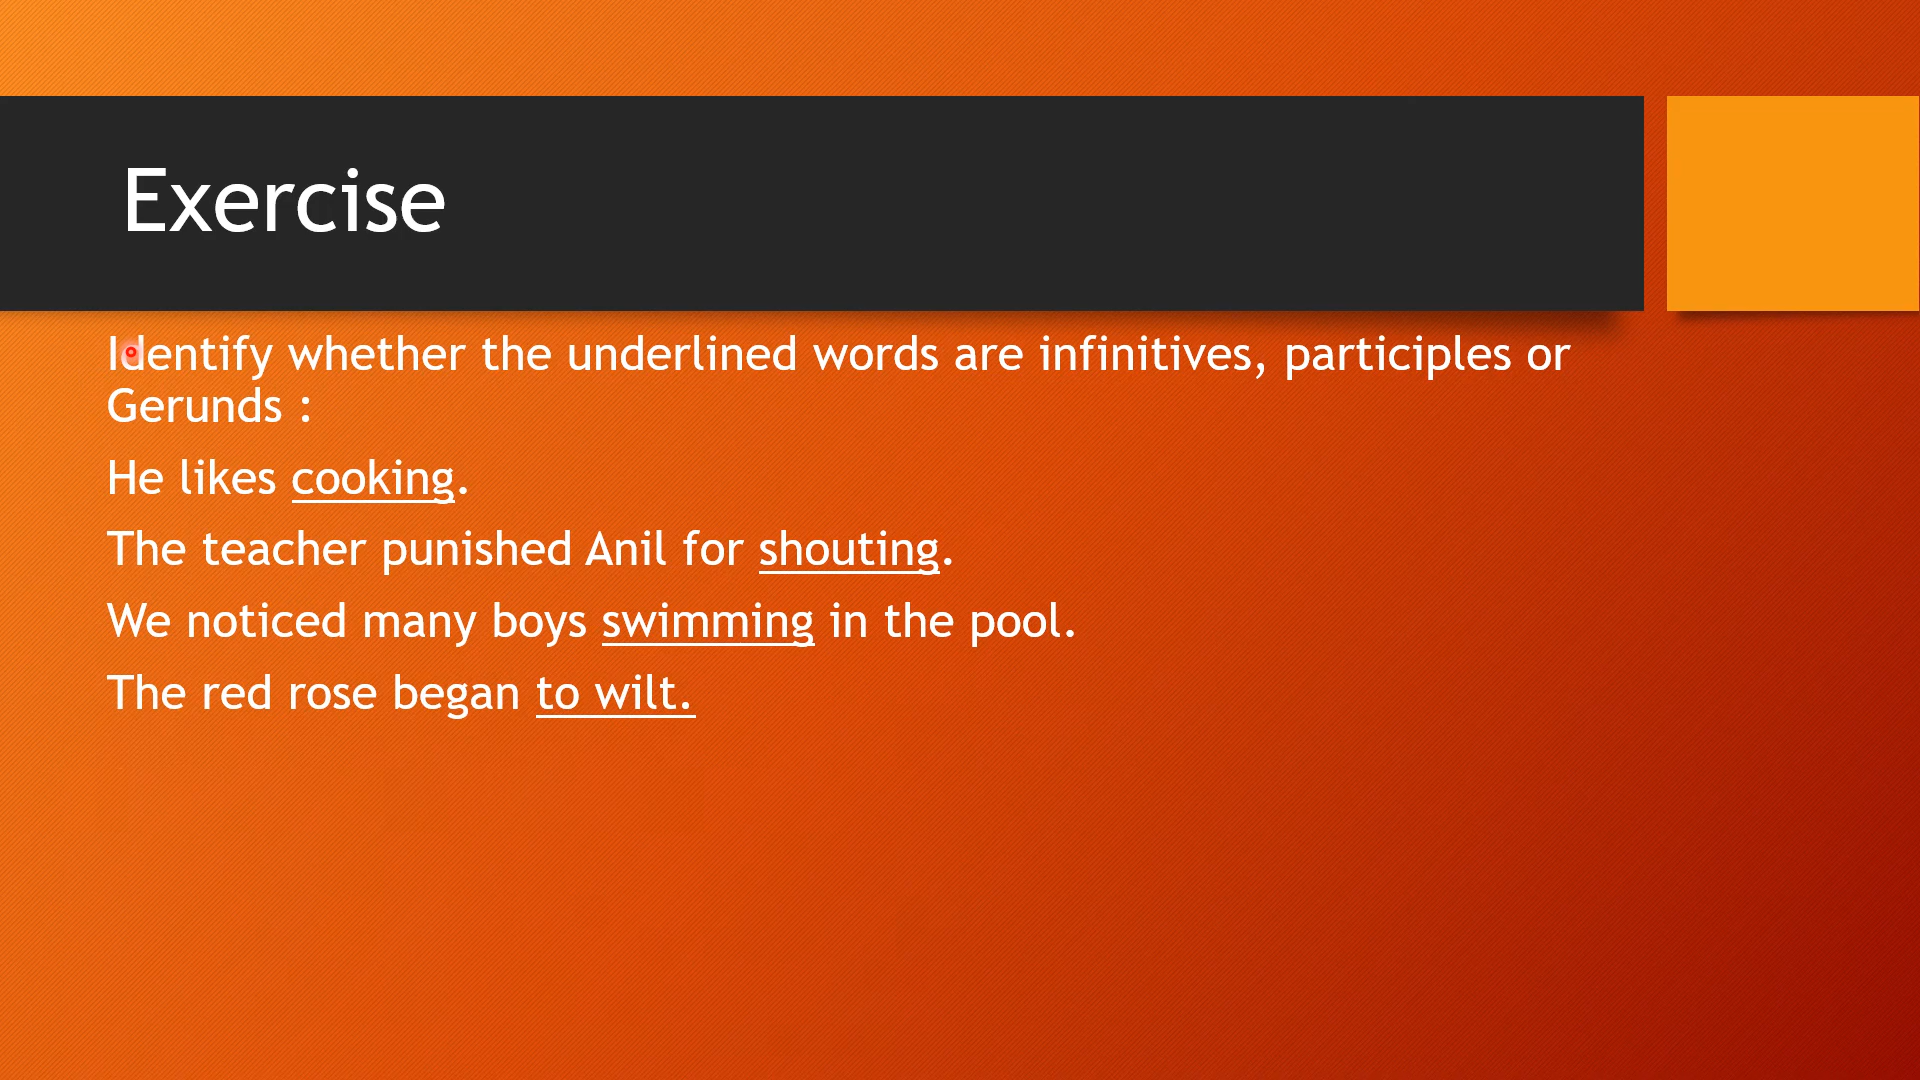 Exercise
Identify whether the underlined words are infinitives, participles or
Gerunds :
He likes cooking.
The teacher punished Anil for shouting.
We noticed many boys swimming in the pool.
The red rose began to wilt.